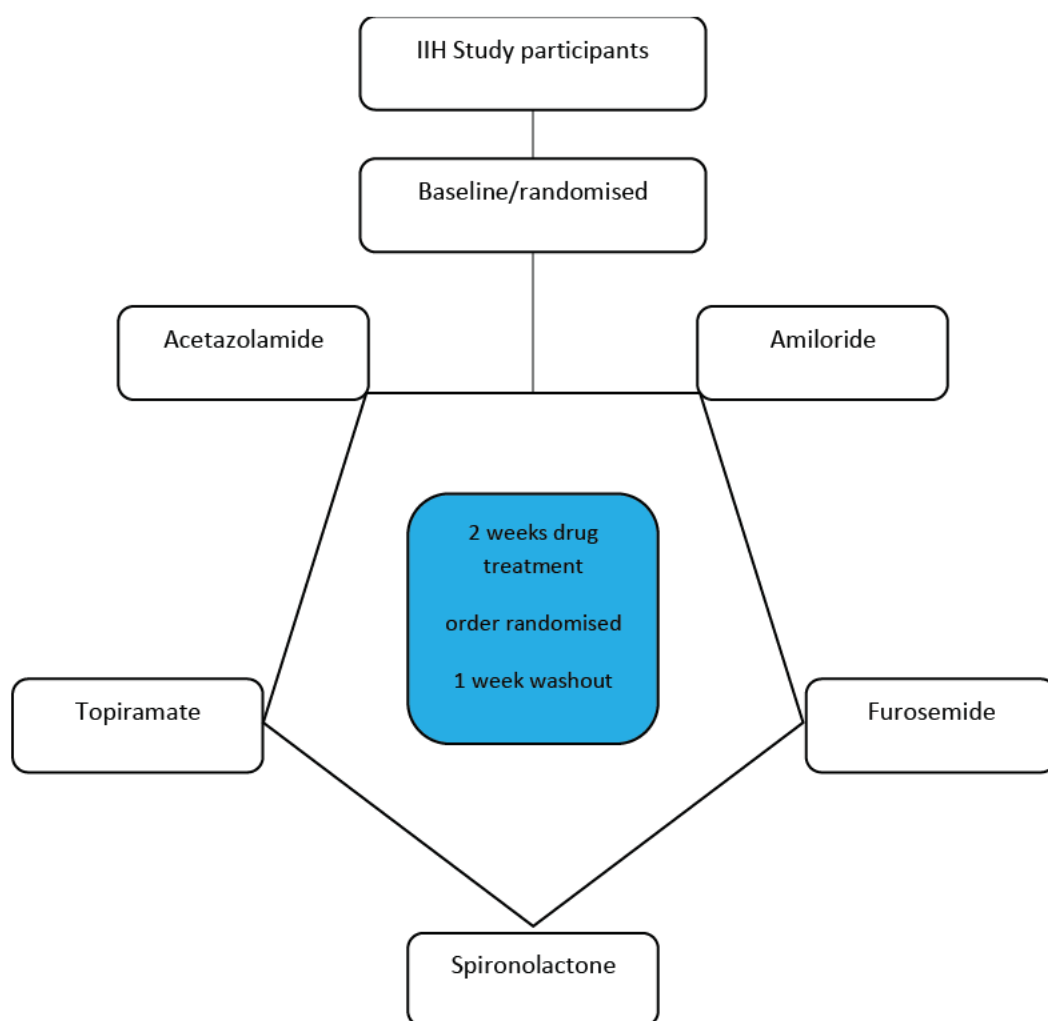 IIH Study participants
Baseline/randomised
Acetazolamide
Amiloride
2 weeks drug
treatment
order randomised
1 week washout
Topiramate
Furosemide
Spironolactone